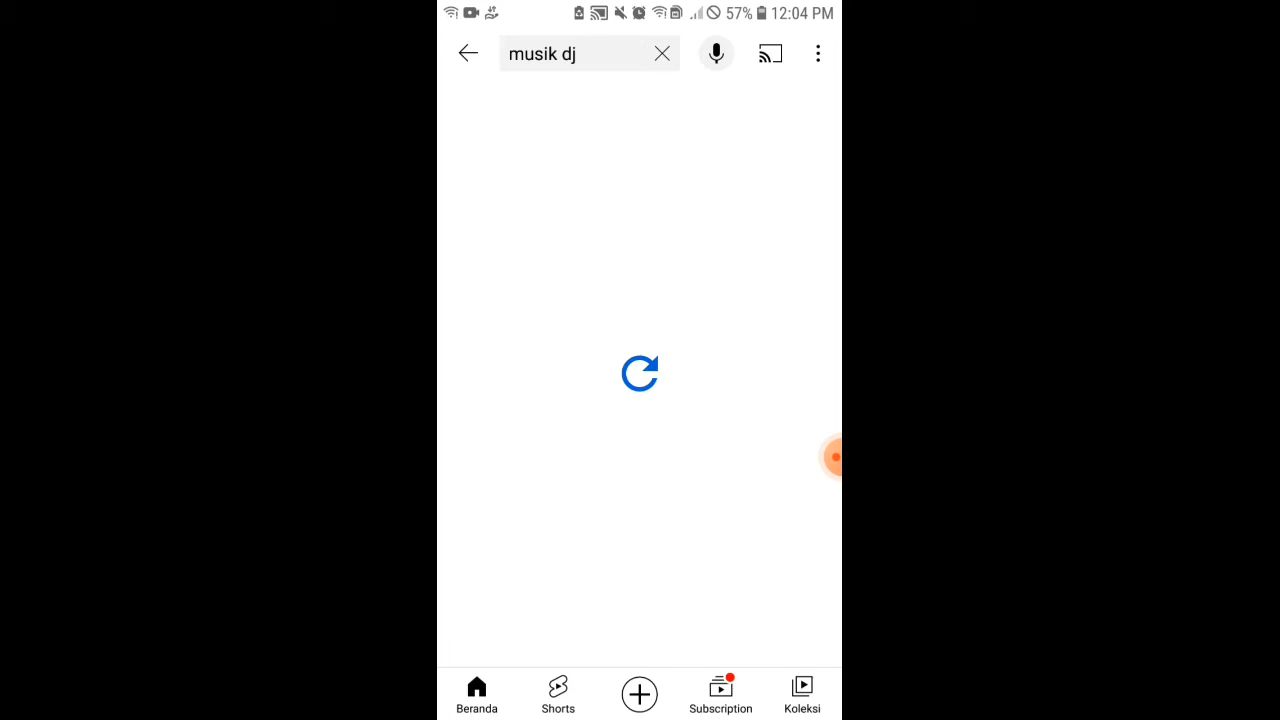 57% 12:04 PM
musik dj
Beranda
Shorts
Subscription
Koleksi